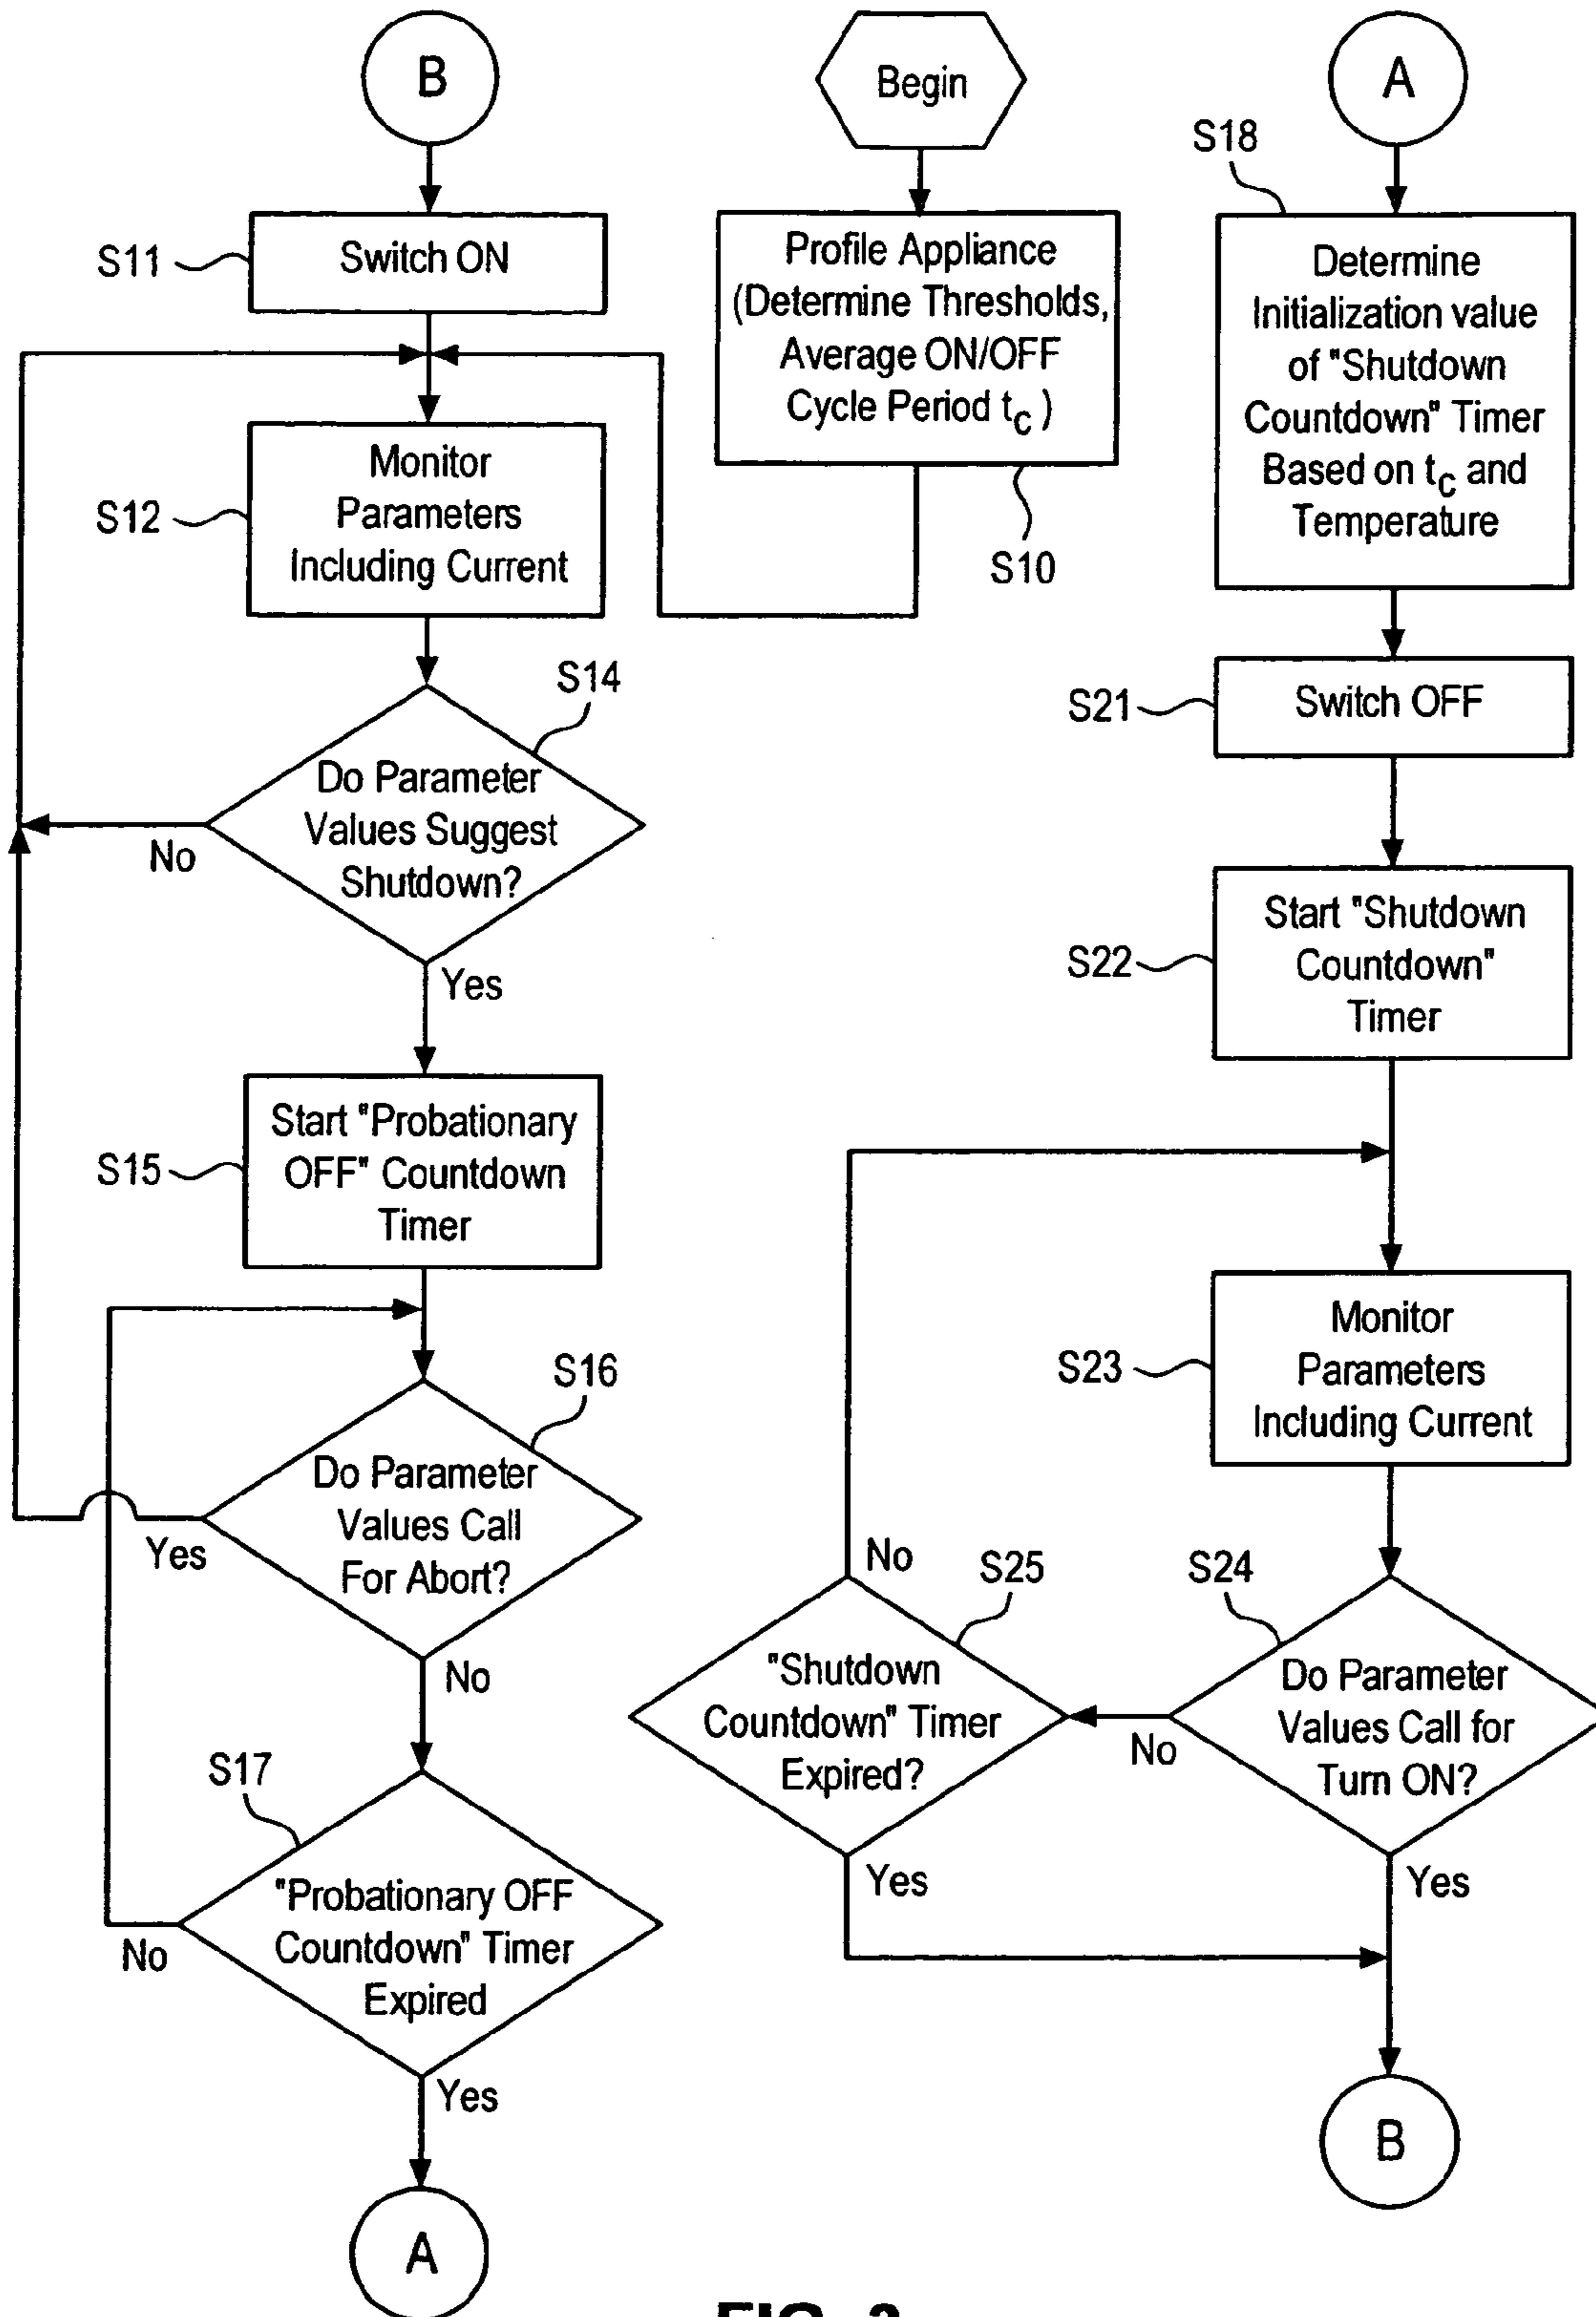 B
S11
Switch ON
S12
Monitor
Parameters
Including Current
S14
Do Parameter
Values Suggest
Shutdown?
No
Yes
S15
Start "Probationary
OFF" Countdown
Timer
S16
Do Parameter
Values Call
For Abort?
Yes
No
S17
"Probationary OFF
Countdown" Timer
Expired
No
Yes
A
Begin
Profile Appliance
(Determine Thresholds,
Average ON/OFF
Cycle Period tc )
S10
A
S18
Determine
Initialization value
of "Shutdown
Countdown" Timer
Based on tc and
Temperature
S21
Switch OFF
S22
Start "Shutdown
Countdown"
Timer
S23
Monitor
Parameters
Including Current
S24
Do Parameter
Values Call for
Turn ON?
No
Yes
S25
"Shutdown
Countdown" Timer
Expired?
No
Yes
B